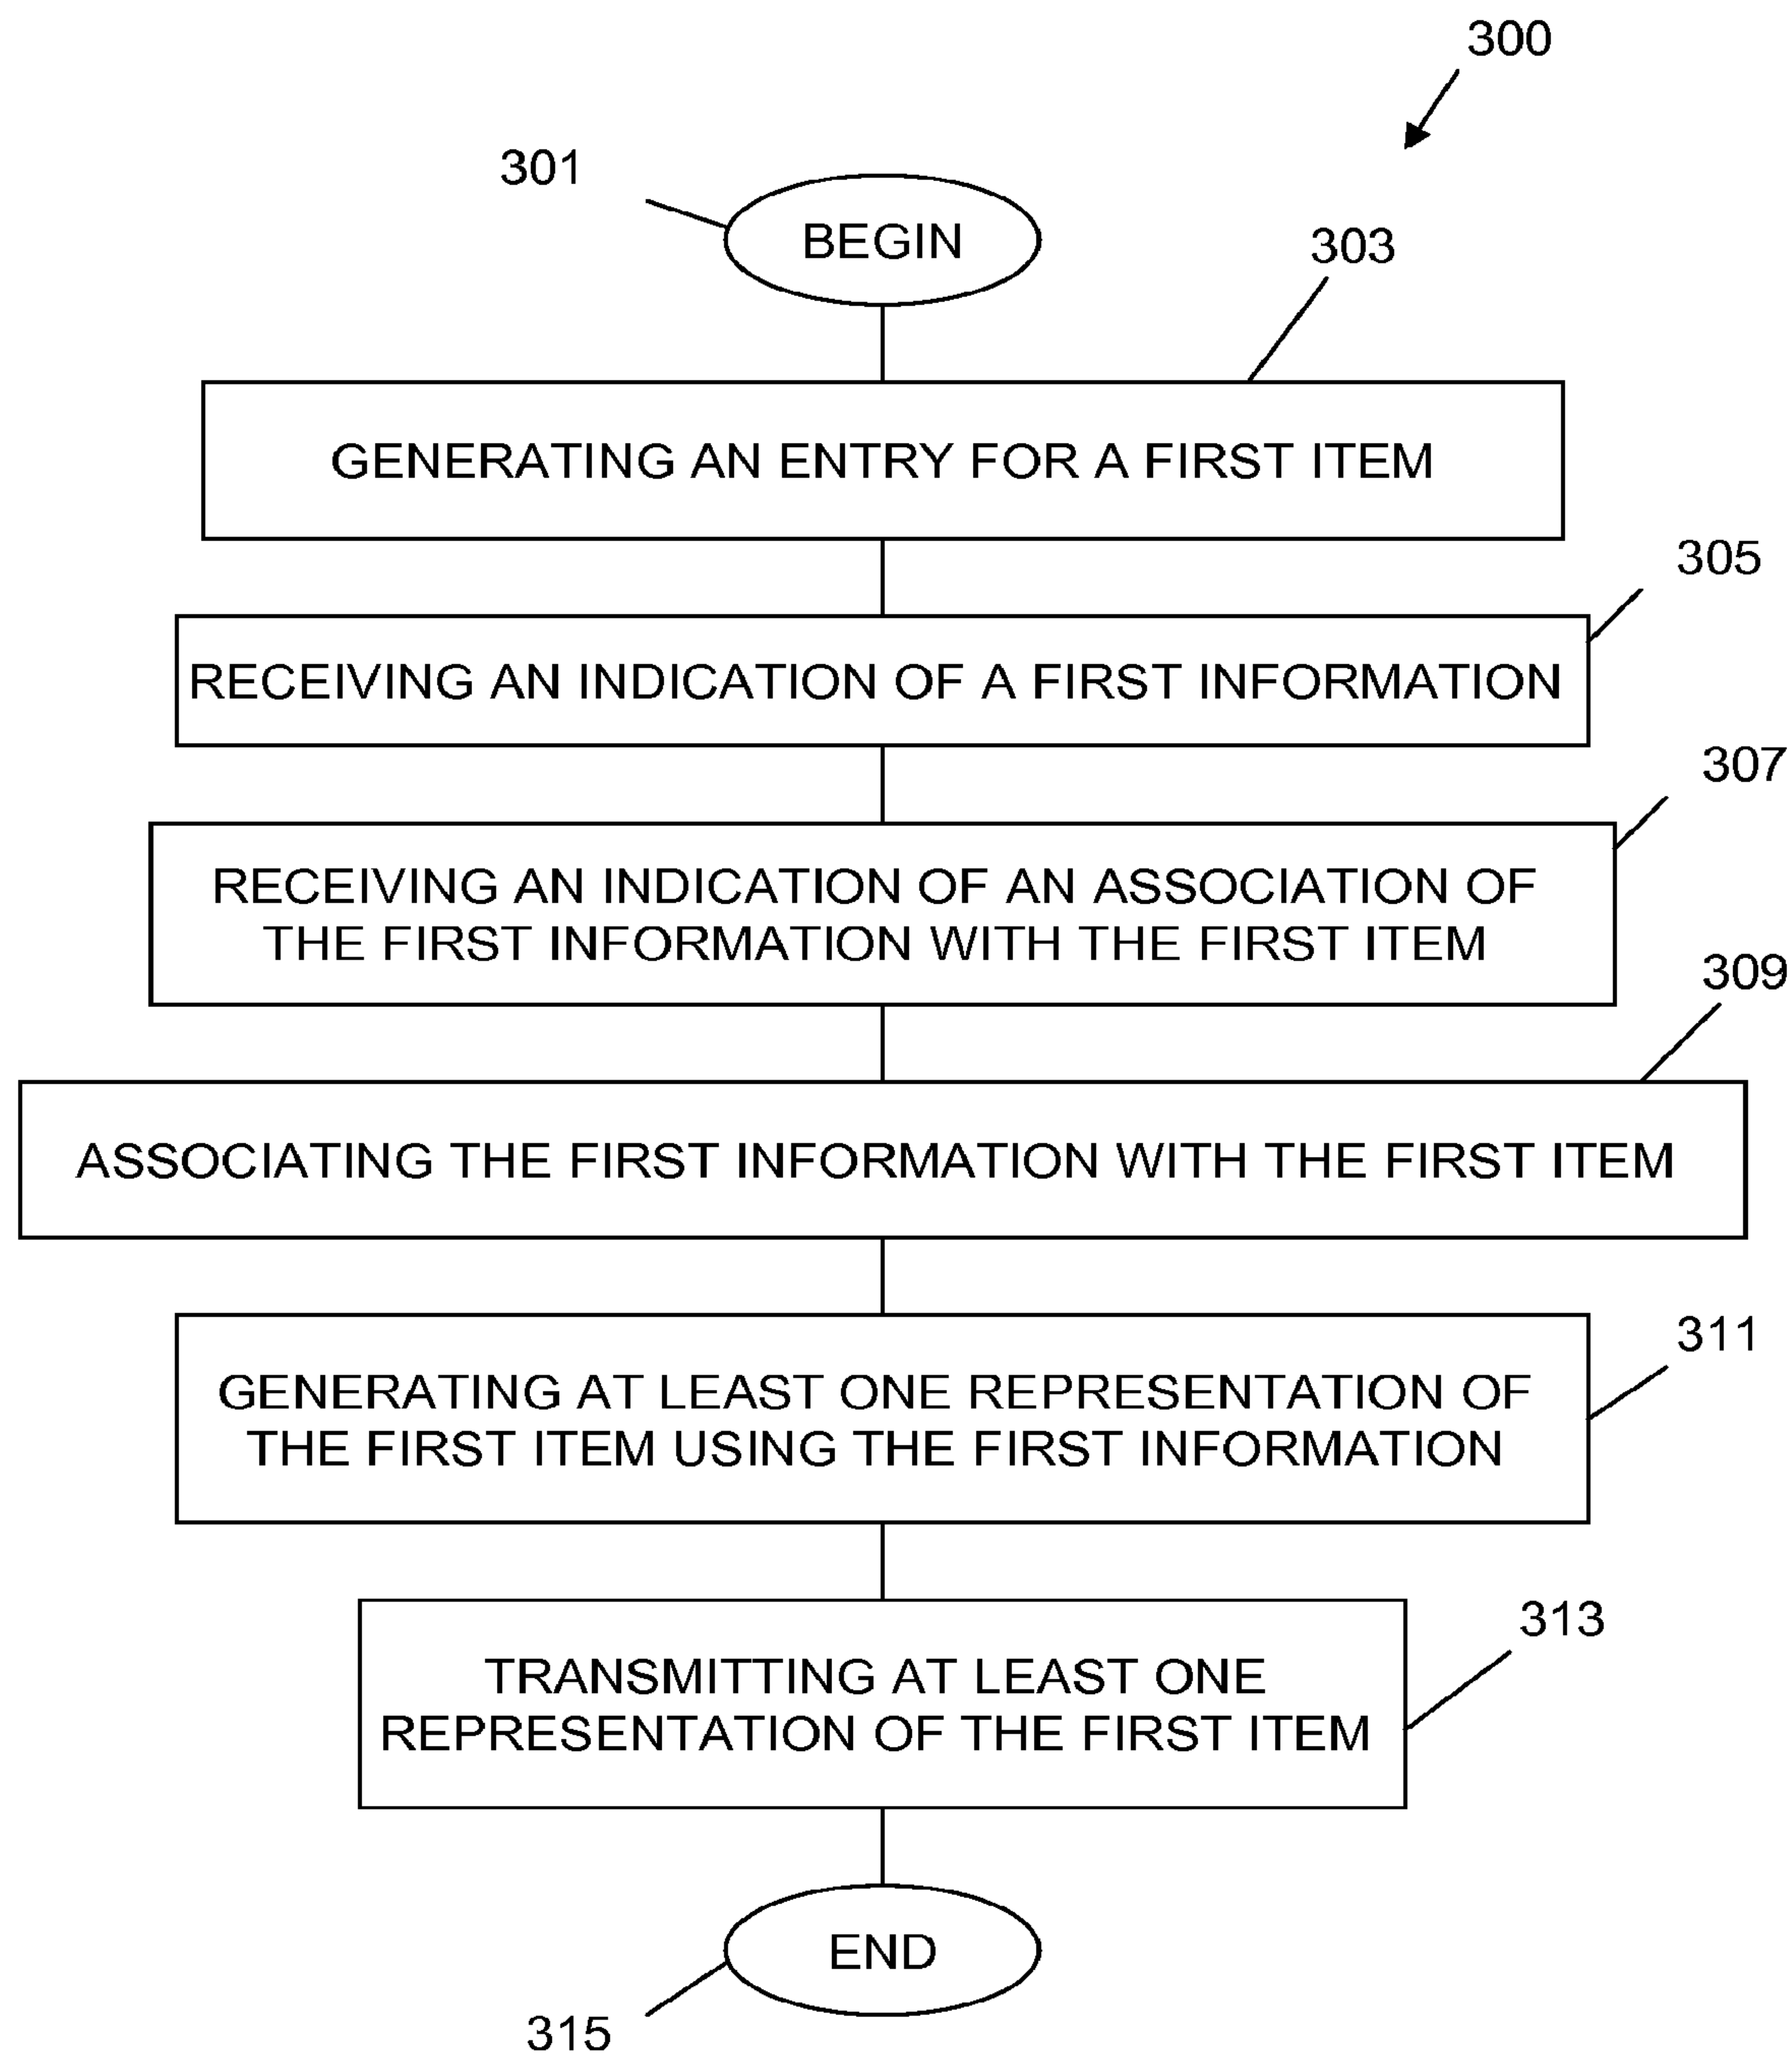 300
301
BEGIN
303
GENERATING AN ENTRY FOR A FIRST ITEM
305
RECEIVING AN INDICATION OF A FIRST INFORMATION
307
RECEIVING AN INDICATION OF AN ASSOCIATION OF
THE FIRST INFORMATION WITH THE FIRST ITEM
309
ASSOCIATING THE FIRST INFORMATION WITH THE FIRST ITEM
311
GENERATING AT LEAST ONE REPRESENTATION OF
THE FIRST ITEM USING THE FIRST INFORMATION
313
TRANSMITTING AT LEAST ONE
REPRESENTATION OF THE FIRST ITEM
END
315